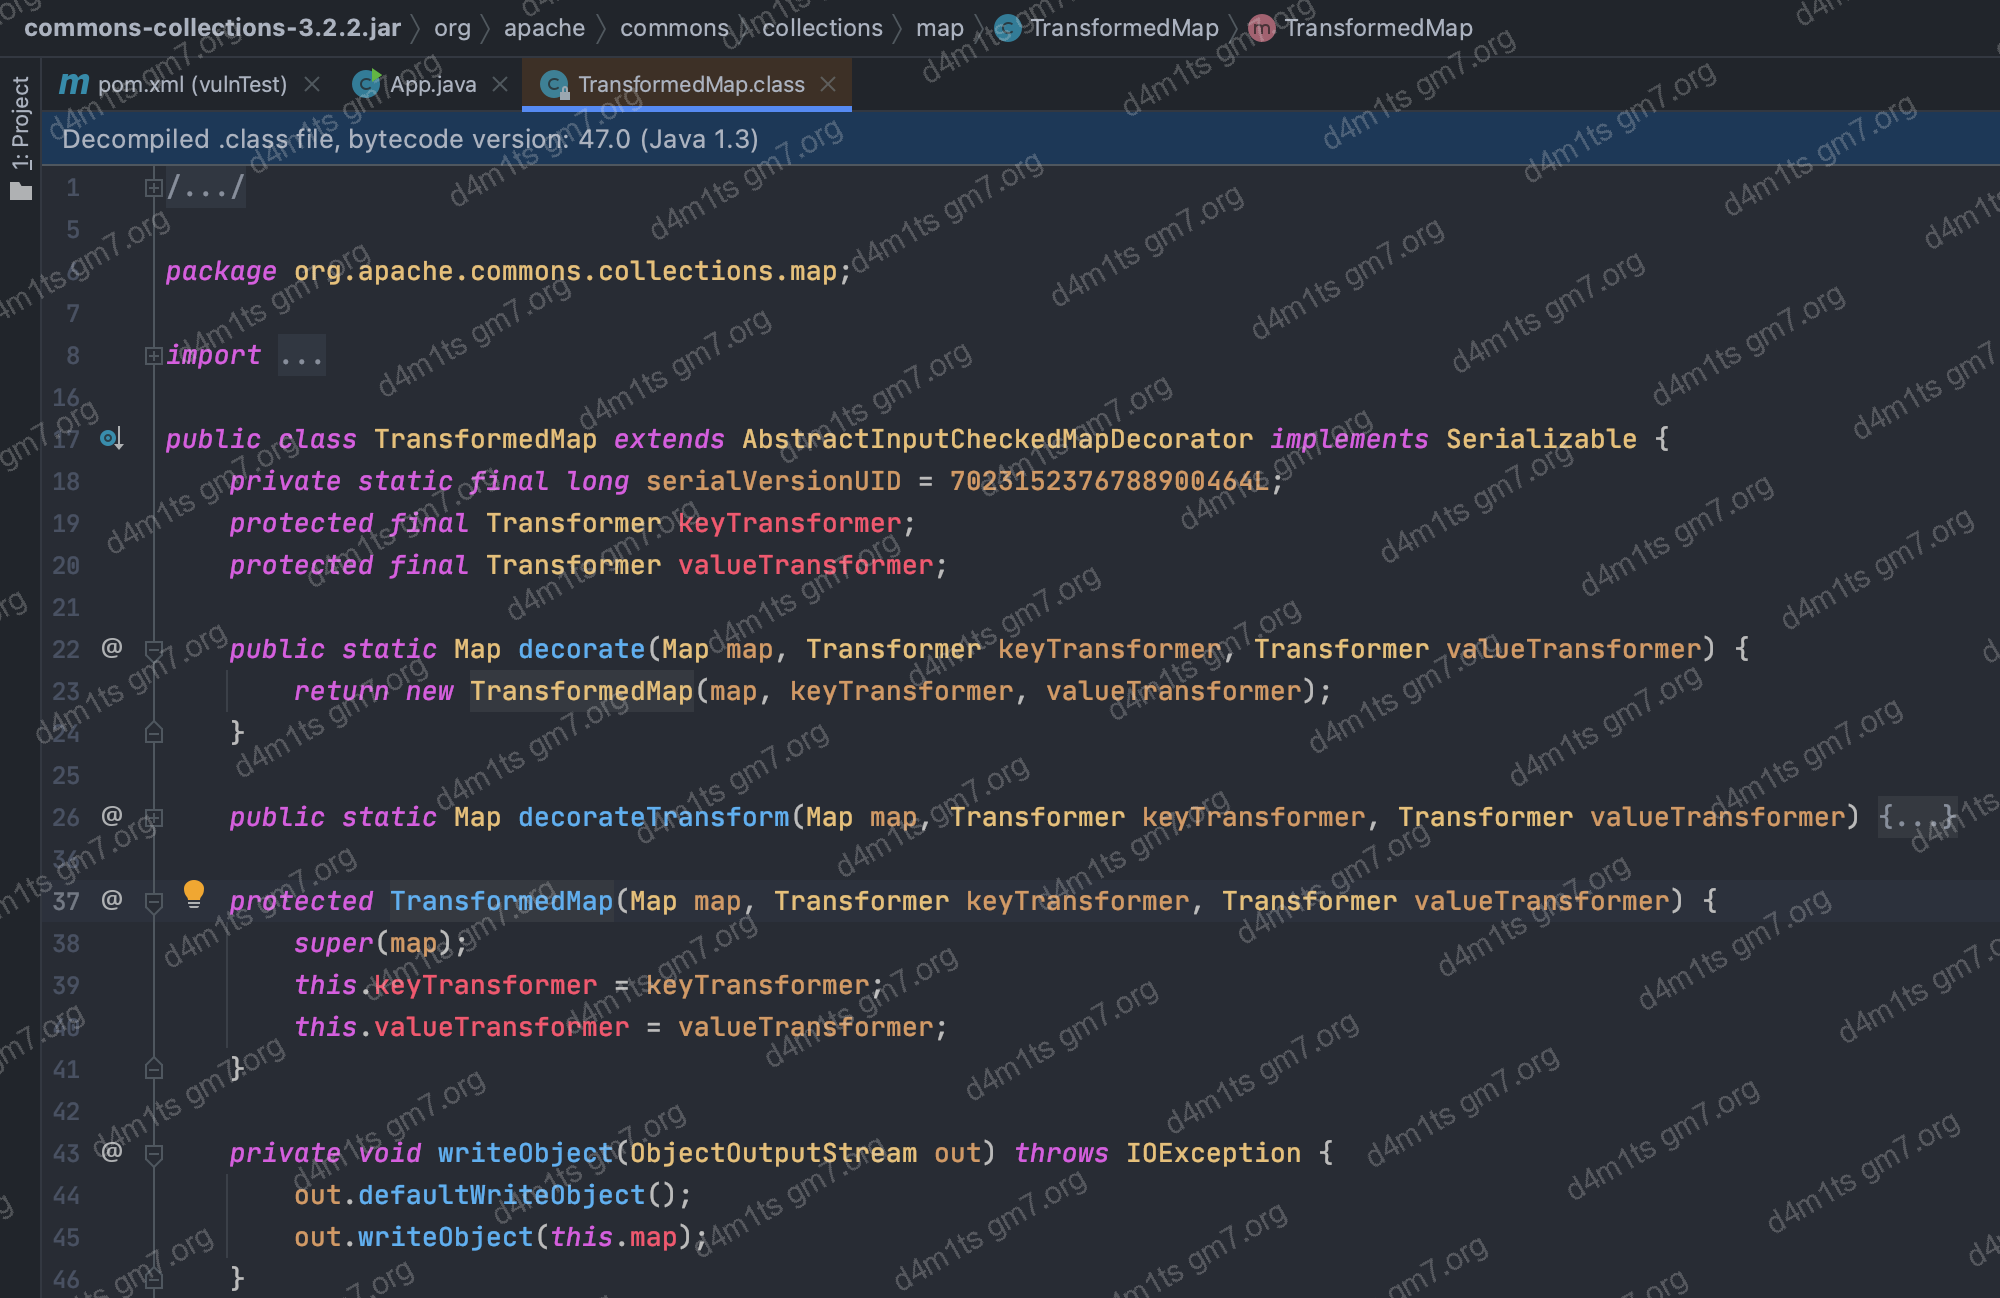 commons-collections-3.2.2.jar 〉 org 〉 apache 〉 commons 〉 collections 〉 map 〉 TransformedMap 〉 TransformedMap
pom.xml (vulnTest) App.java TransformedMap.class
1: Project
Decompiled .class file, bytecode version: 47.0 (Java 1.3)
1 /.../
5
6 package org.apache.commons.collections.map;
7
8 import ...
16
17 public class TransformedMap extends AbstractInputCheckedMapDecorator implements Serializable {
18 private static final long serialVersionUID = 7023152376788900464L;
19 protected final Transformer keyTransformer;
20 protected final Transformer valueTransformer;
21
22 @ public static Map decorate(Map map, Transformer keyTransformer, Transformer valueTransformer) {
23 return new TransformedMap(map, keyTransformer, valueTransformer);
24 }
25
26 @ public static Map decorateTransform(Map map, Transformer keyTransformer, Transformer valueTransformer) {...}
36
37 @ protected TransformedMap(Map map, Transformer keyTransformer, Transformer valueTransformer) {
38 super(map);
39 this.keyTransformer = keyTransformer;
40 this.valueTransformer = valueTransformer;
41 }
42
43 @ private void writeObject(ObjectOutputStream out) throws IOException {
44 out.defaultWriteObject();
45 out.writeObject(this.map);
46 }
d4m1ts gm7.org